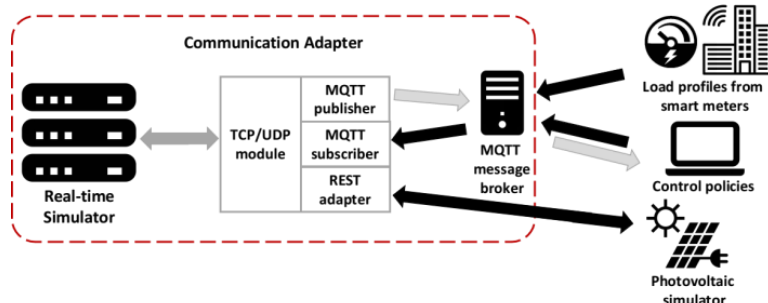 Communication Adapter
Real-time
Simulator
TCP/UDP
module
MQTT
publisher
MQTT
subscriber
REST
adapter
MQTT
message
broker
Load profiles from
smart meters
Control policies
Photovoltaic
simulator